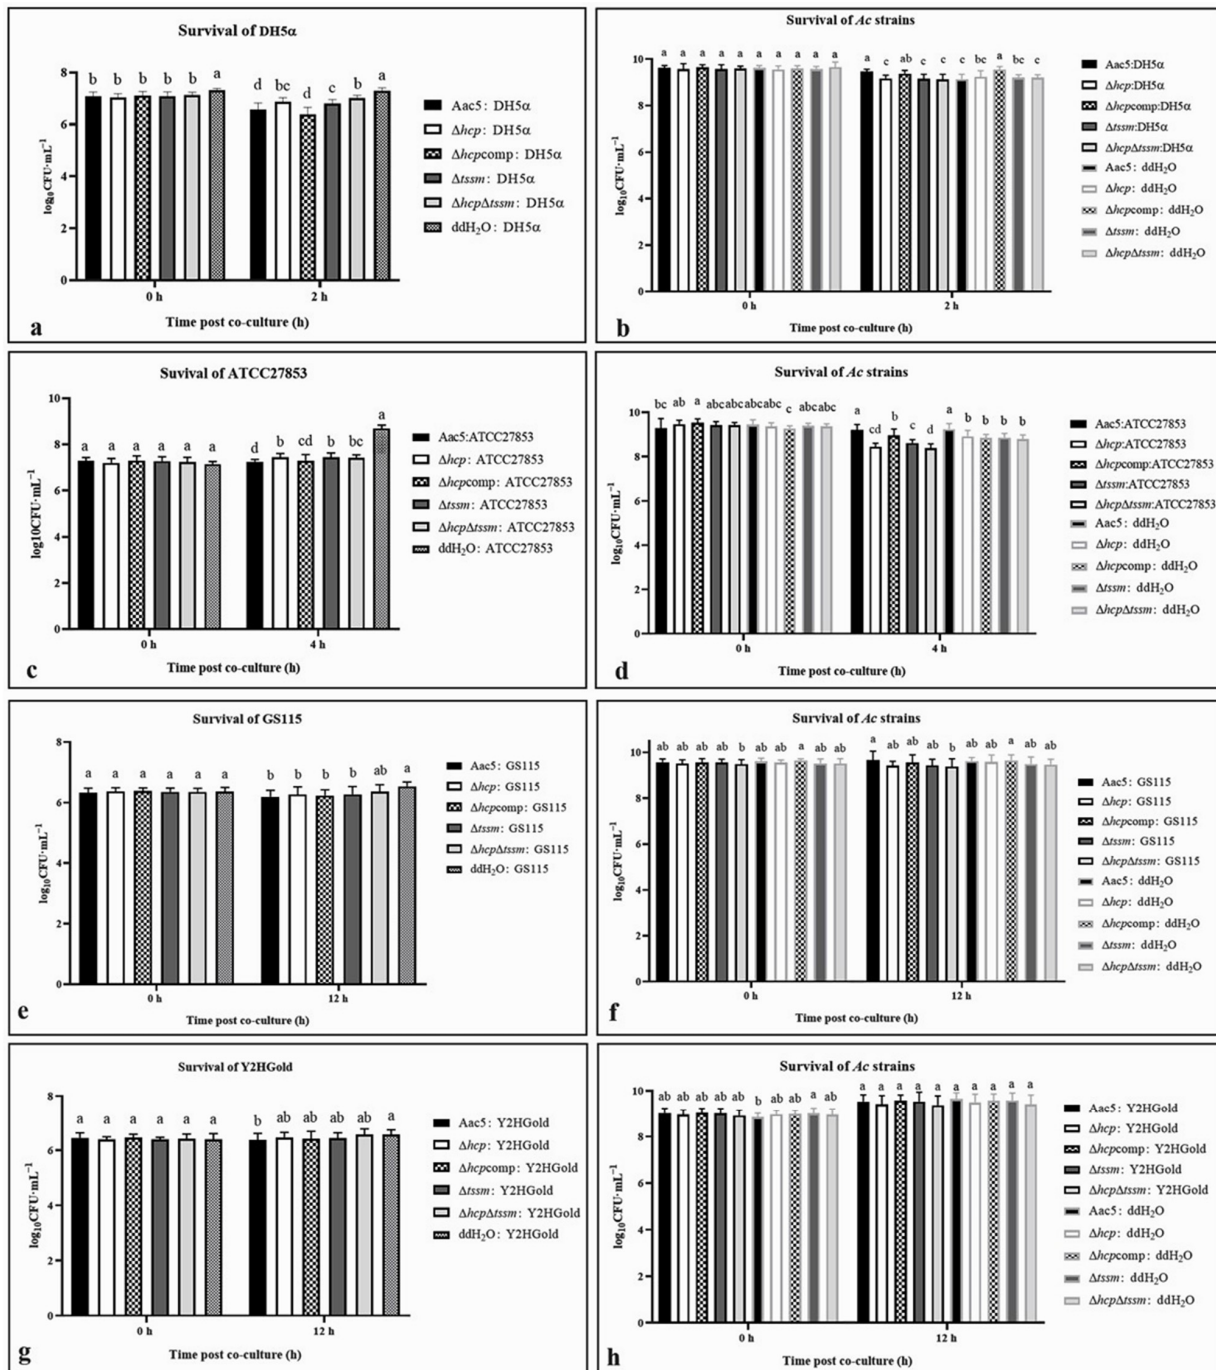 Survival of DH5α
b b b b b a d bc d c b a
8
6
4
2
0
log₁₀CFU·mL⁻¹
0 h 2 h
Time post co-culture (h)
Aac5: DH5α
Δhcp: DH5α
Δhcpcomp: DH5α
Δtssm: DH5α
ΔhcpΔtssm: DH5α
ddH₂O: DH5α
a
Survival of Ac strains
a a a a a a a a a a a c ab c c c bc a bc c
10
8
6
4
2
0
log₁₀CFU·mL⁻¹
0 h 2 h
Time post co-culture (h)
Aac5:DH5α
Δhcp:DH5α
Δhcpcomp:DH5α
Δtssm:DH5α
ΔhcpΔtssm:DH5α
Aac5: ddH₂O
Δhcp: ddH₂O
Δhcpcomp: ddH₂O
Δtssm: ddH₂O
ΔhcpΔtssm: ddH₂O
b
Suvival of ATCC27853
a a a a a a d b cd b bc a
10
8
6
4
2
0
log10CFU·mL⁻¹
0 h 4 h
Time post co-culture (h)
Aac5:ATCC27853
Δhcp: ATCC27853
Δhcpcomp: ATCC27853
Δtssm: ATCC27853
ΔhcpΔtssm: ATCC27853
ddH₂O: ATCC27853
c
Survival of Ac strains
bc ab a abc abc abc abc c abc abc a cd b c d a b b b b
10
8
6
4
2
0
log₁₀CFU·mL⁻¹
0 h 4 h
Time post co-culture (h)
Aac5:ATCC27853
Δhcp:ATCC27853
Δhcpcomp:ATCC27853
Δtssm:ATCC27853
ΔhcpΔtssm:ATCC27853
Aac5: ddH₂O
Δhcp: ddH₂O
Δhcpcomp: ddH₂O
Δtssm: ddH₂O
ΔhcpΔtssm: ddH₂O
d
Survival of GS115
a a a a a a b b b b ab a
8
6
4
2
0
log₁₀CFU·mL⁻¹
0 h 12 h
Time post co-culture (h)
Aac5: GS115
Δhcp: GS115
Δhcpcomp: GS115
Δtssm: GS115
ΔhcpΔtssm: GS115
ddH₂O: GS115
e
Survival of Ac strains
ab ab ab ab b ab ab a ab ab a ab ab ab b ab ab a ab ab
10
8
6
4
2
0
log₁₀CFU·mL⁻¹
0 h 12 h
Time post co-culture (h)
Aac5: GS115
Δhcp: GS115
Δhcpcomp: GS115
Δtssm: GS115
ΔhcpΔtssm: GS115
Aac5: ddH₂O
Δhcp: ddH₂O
Δhcpcomp: ddH₂O
Δtssm: ddH₂O
ΔhcpΔtssm: ddH₂O
f
Survival of Y2HGold
a a a a a a b ab ab ab ab a
8
6
4
2
0
log₁₀CFU·mL⁻¹
0 h 12 h
Time post co-culture (h)
Aac5: Y2HGold
Δhcp: Y2HGold
Δhcpcomp: Y2HGold
Δtssm: Y2HGold
ΔhcpΔtssm: Y2HGold
ddH₂O: Y2HGold
g
Survival of Ac strains
ab ab ab ab ab b ab ab a ab a a a a a a a a a a
10
8
6
4
2
0
log₁₀CFU·mL⁻¹
0 h 12 h
Time post co-culture (h)
Aac5: Y2HGold
Δhcp: Y2HGold
Δhcpcomp: Y2HGold
Δtssm: Y2HGold
ΔhcpΔtssm: Y2HGold
Aac5: ddH₂O
Δhcp: ddH₂O
Δhcpcomp: ddH₂O
Δtssm: ddH₂O
ΔhcpΔtssm: ddH₂O
h